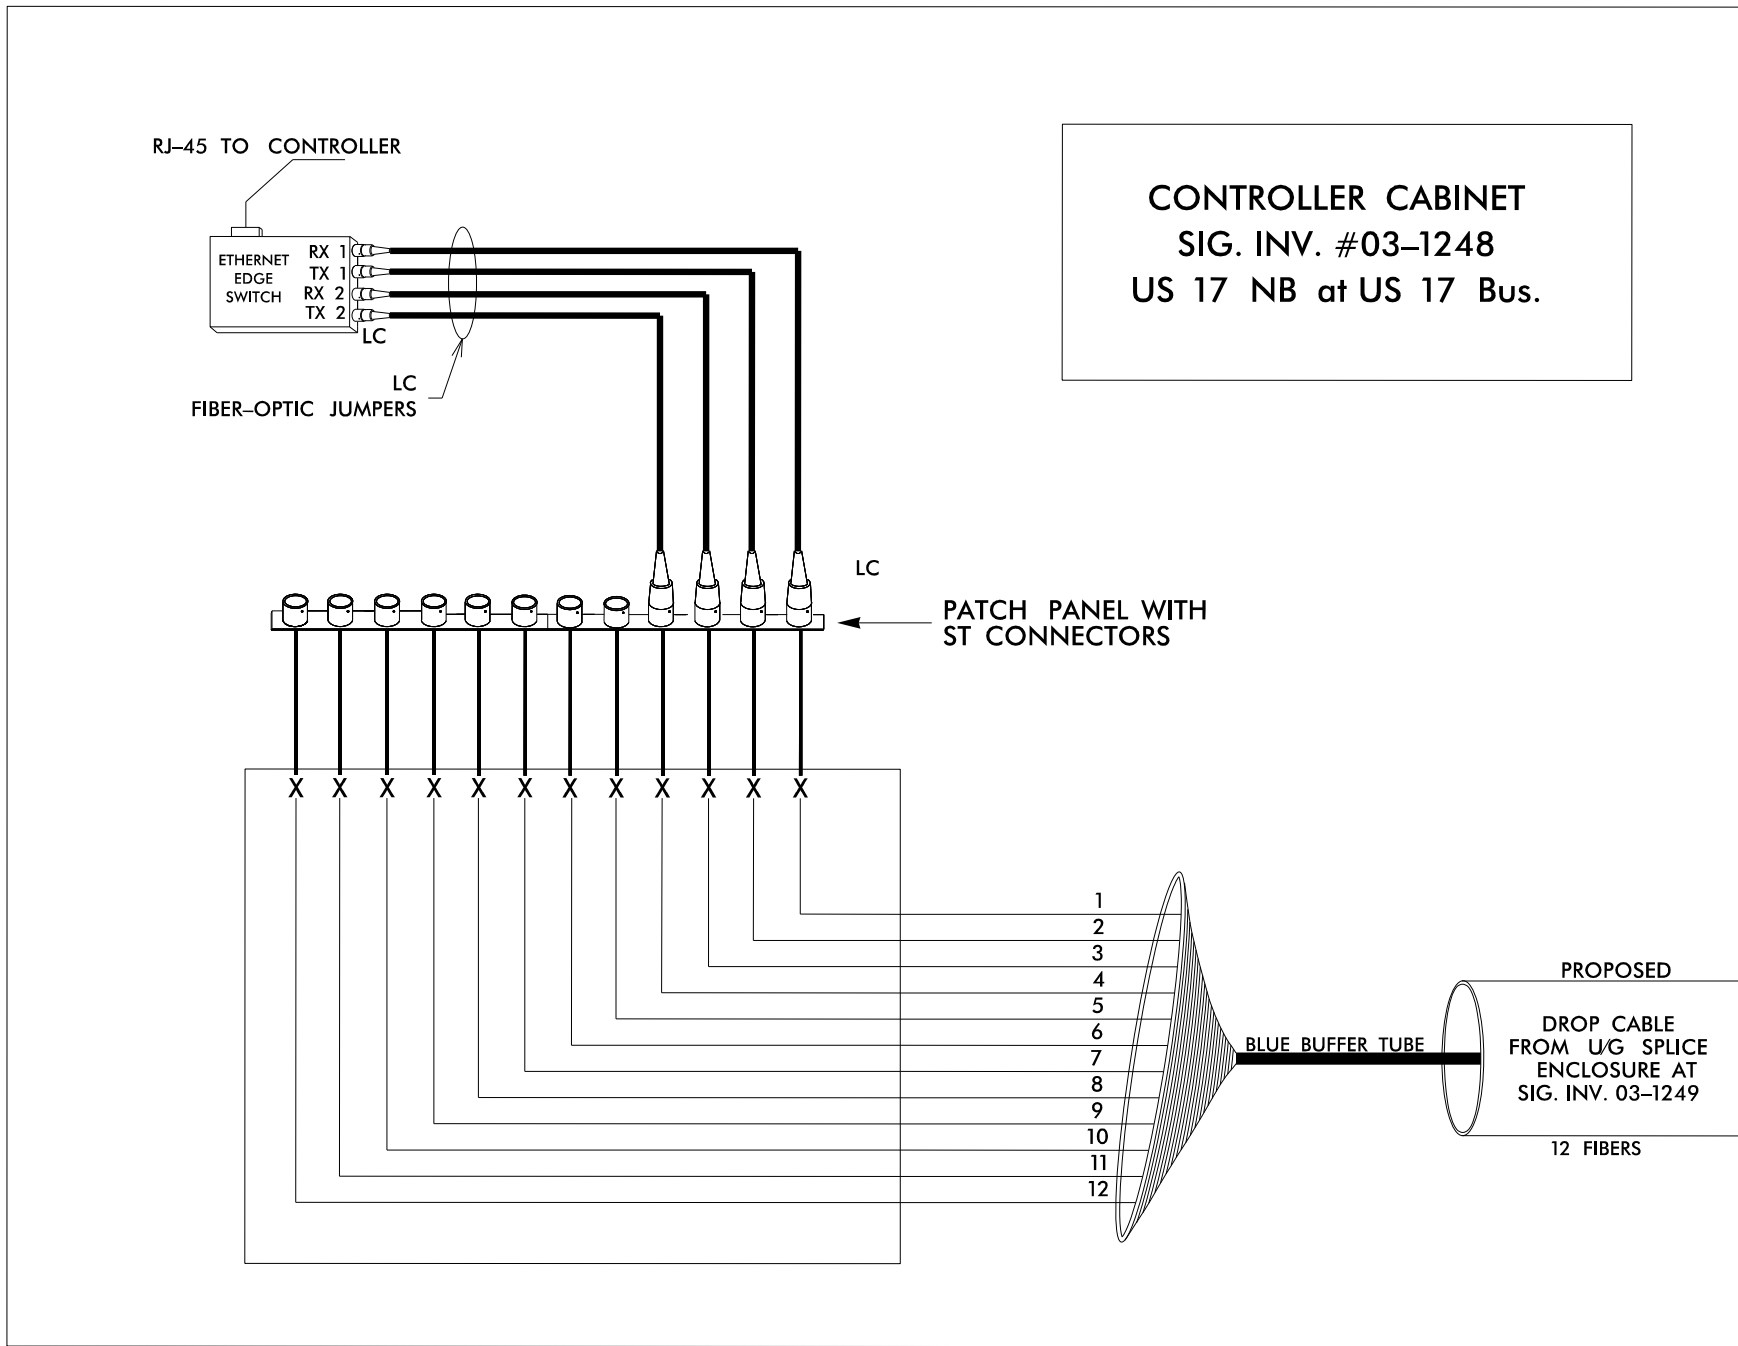 RJ-45 TO CONTROLLER
CONTROLLER CABINET
SIG. INV. #03-1248
US 17 NB at US 17 Bus.
ETHERNET
EDGE
SWITCH
RX 1
TX 1
RX 2
TX 2
LC
LC
FIBER-OPTIC JUMPERS
LC
PATCH PANEL WITH
ST CONNECTORS
X X X X X X X X X X X X
1
2
3
4
5
6
7
8
9
10
11
12
BLUE BUFFER TUBE
PROPOSED
DROP CABLE
FROM U/G SPLICE
ENCLOSURE AT
SIG. INV. 03-1249
12 FIBERS